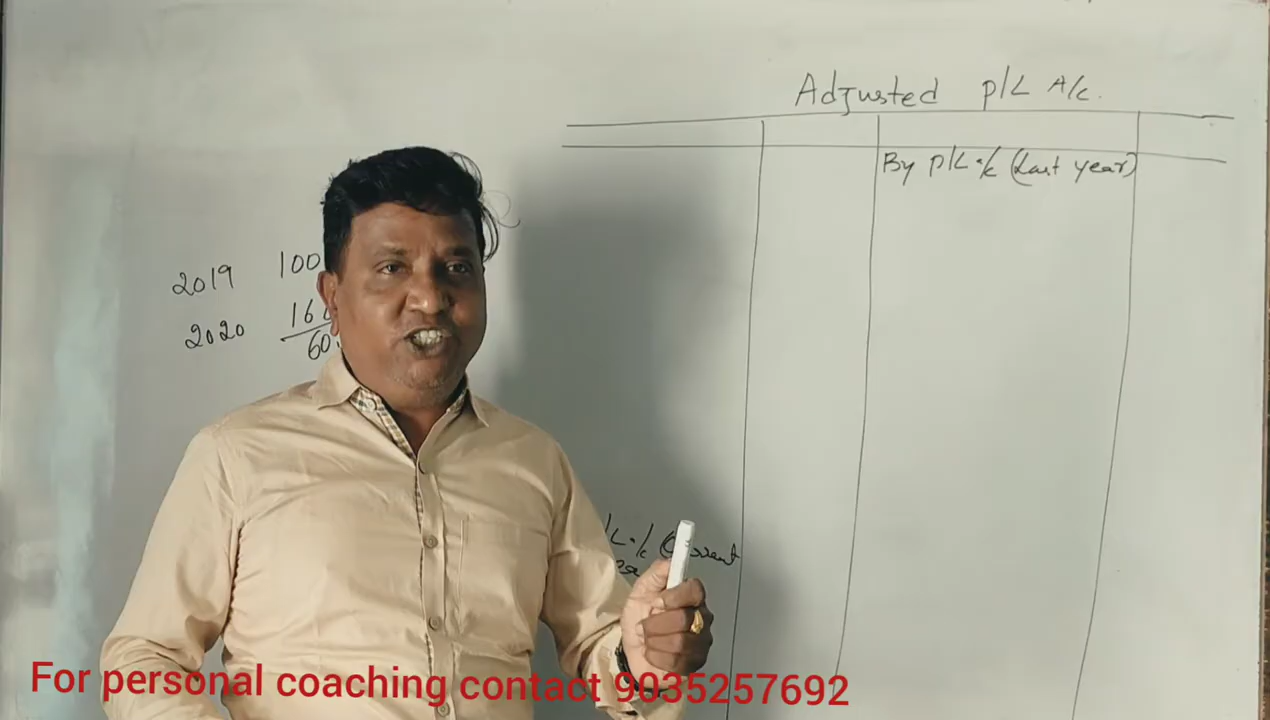 Adjusted P/L A/c.
By P/L a/c (Last year)
2019 100
2020 160
60
For personal coaching contact 9035257692